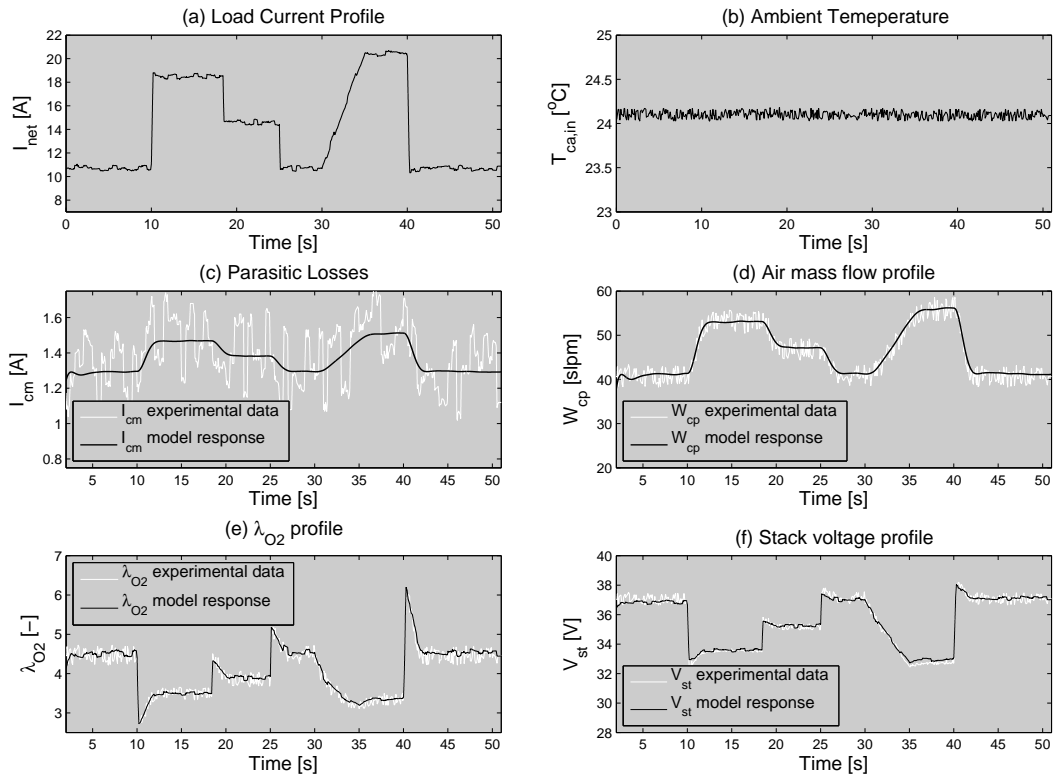 (a) Load Current Profile
22
20
18
16
14
12
10
8
I_net [A]
0 10 20 30 40 50
Time [s]
(b) Ambient Temeperature
25
24.5
24
23.5
23
T_ca,in [°C]
0 10 20 30 40 50
Time [s]
(c) Parasitic Losses
1.6
1.4
1.2
1
0.8
I_cm [A]
I_cm experimental data
I_cm model response
5 10 15 20 25 30 35 40 45 50
Time [s]
(d) Air mass flow profile
60
50
40
30
20
W_cp [slpm]
W_cp experimental data
W_cp model response
5 10 15 20 25 30 35 40 45 50
Time [s]
(e) λ_O2 profile
7
6
5
4
3
λ_O2 [−]
λ_O2 experimental data
λ_O2 model response
5 10 15 20 25 30 35 40 45 50
Time [s]
(f) Stack voltage profile
40
38
36
34
32
30
28
V_st [V]
V_st experimental data
V_st model response
5 10 15 20 25 30 35 40 45 50
Time [s]